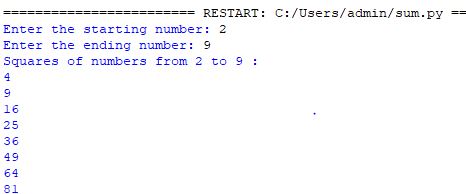 ======================== RESTART: C:/Users/admin/sum.py ==
Enter the starting number: 2
Enter the ending number: 9
Squares of numbers from 2 to 9 :
4
9
16
25
36
49
64
81